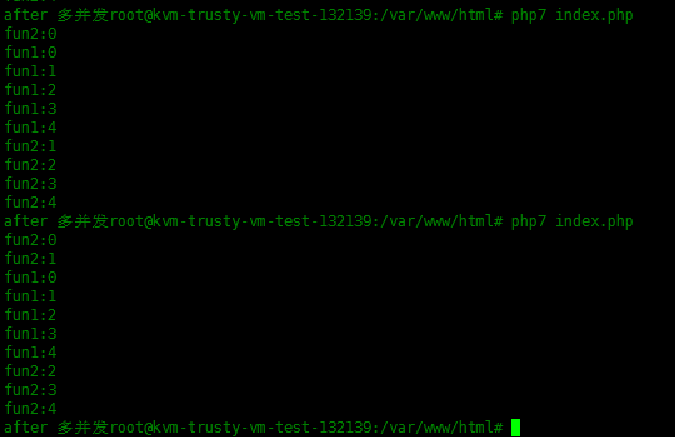 after 多并发root@kvm-trusty-vm-test-132139:/var/www/html# php7 index.php
fun2:0
fun1:0
fun1:1
fun1:2
fun1:3
fun1:4
fun2:1
fun2:2
fun2:3
fun2:4
after 多并发root@kvm-trusty-vm-test-132139:/var/www/html# php7 index.php
fun2:0
fun2:1
fun1:0
fun1:1
fun1:2
fun1:3
fun1:4
fun2:2
fun2:3
fun2:4
after 多并发root@kvm-trusty-vm-test-132139:/var/www/html#